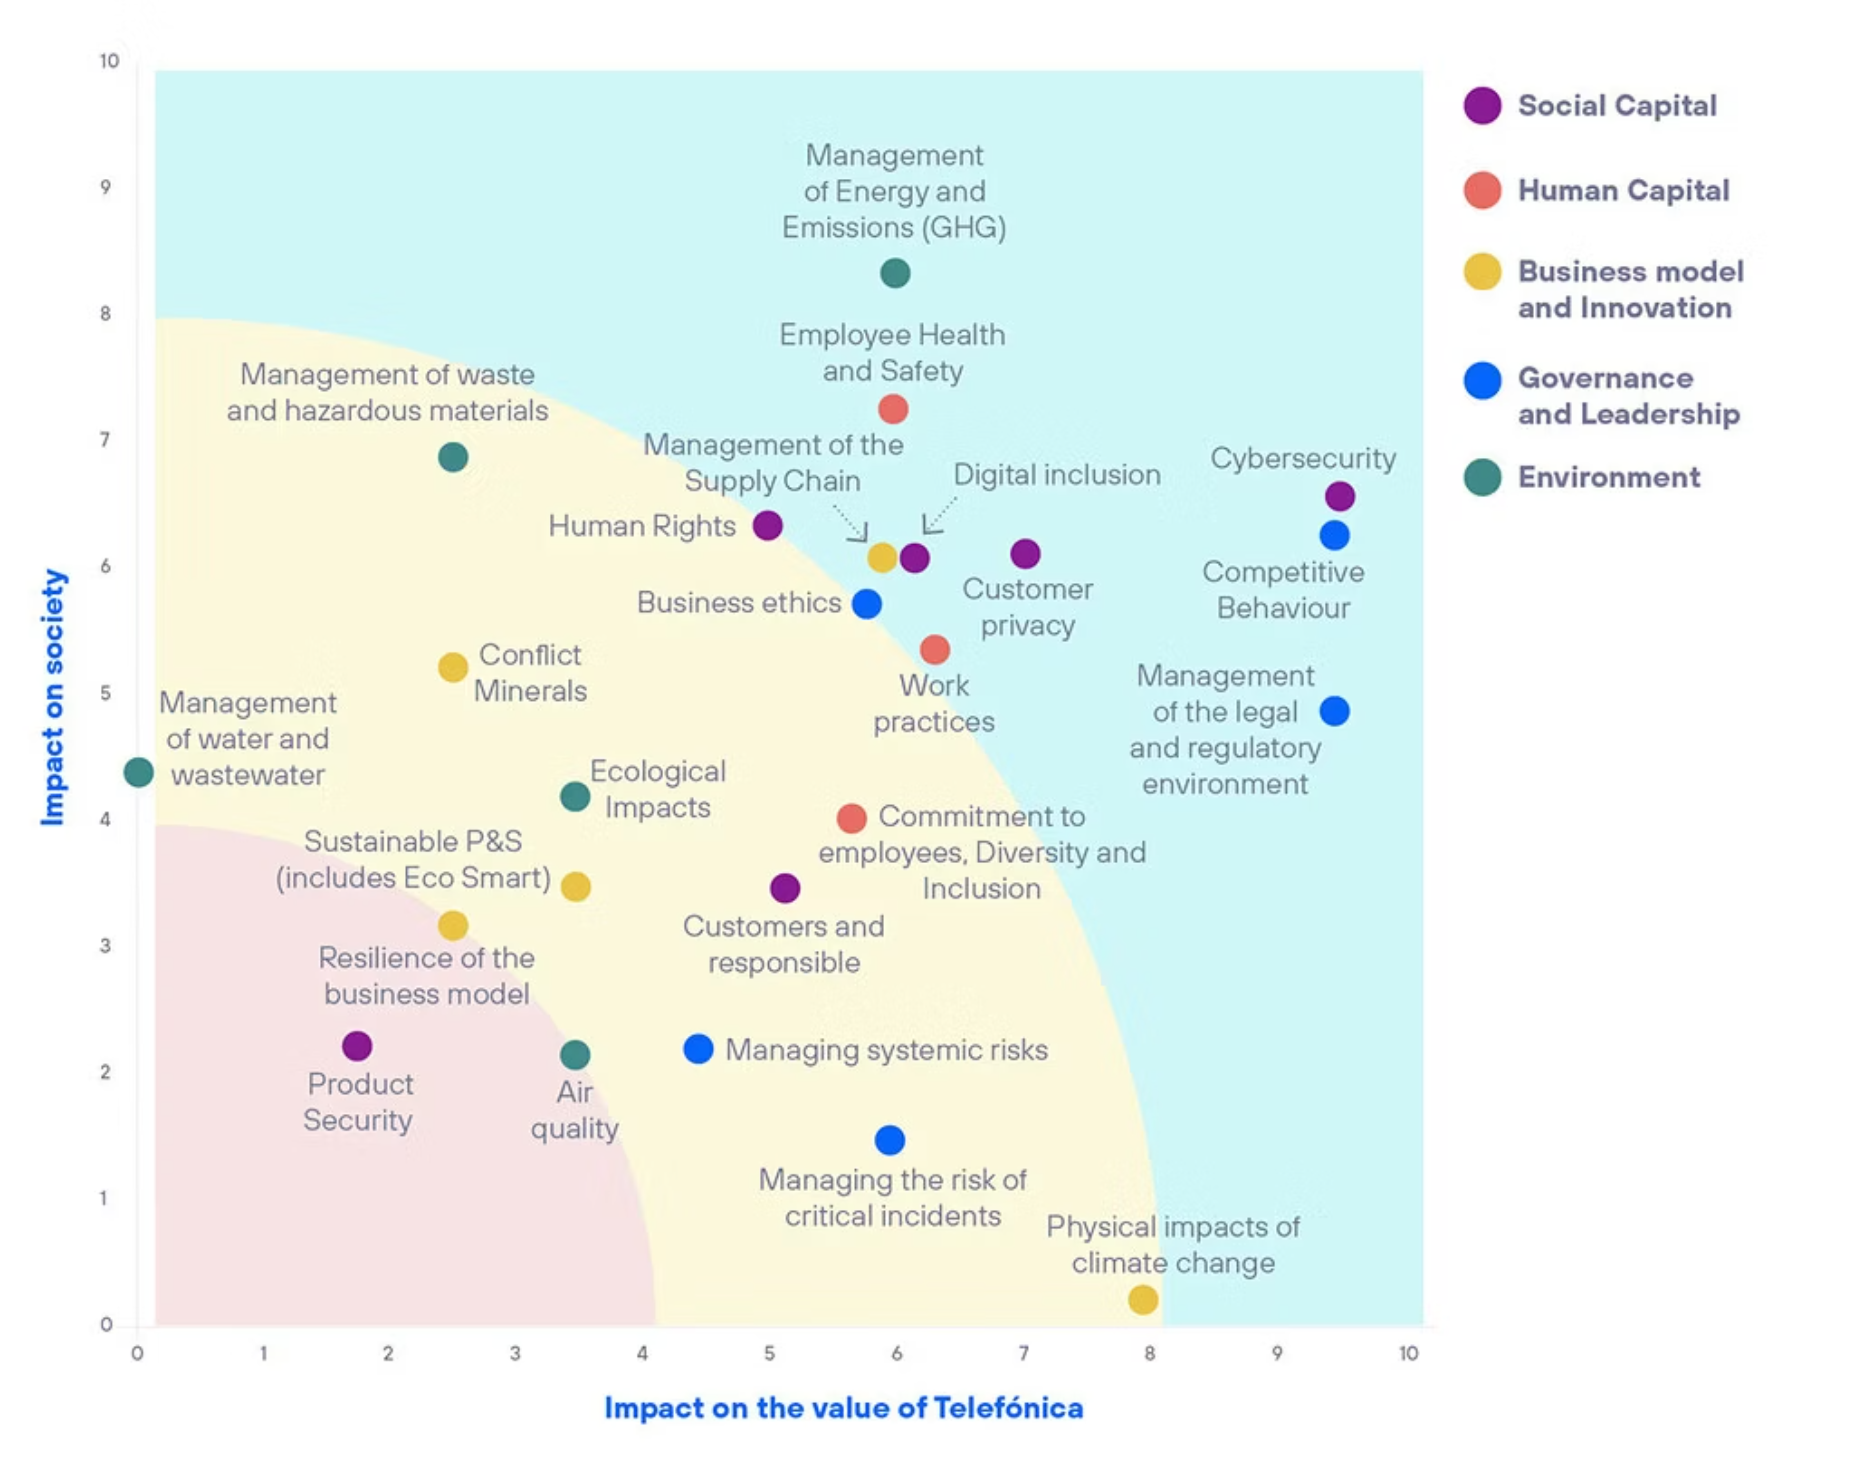 10
9
8
7
6
5
4
3
2
1
0
0
1
2
3
4
5
6
7
8
9
10
Impact on society
Impact on the value of Telefónica
Management
of Energy and
Emissions (GHG)
Employee Health
and Safety
Management of waste
and hazardous materials
Management of the
Supply Chain
Digital inclusion
Cybersecurity
Human Rights
Competitive
Behaviour
Customer
privacy
Business ethics
Conflict
Minerals
Work
practices
Management
of the legal
and regulatory
environment
Management
of water and
wastewater
Ecological
Impacts
Commitment to
employees, Diversity and
Inclusion
Sustainable P&S
(includes Eco Smart)
Customers and
responsible
Resilience of the
business model
Product
Security
Air
quality
Managing systemic risks
Managing the risk of
critical incidents
Physical impacts of
climate change
Social Capital
Human Capital
Business model
and Innovation
Governance
and Leadership
Environment